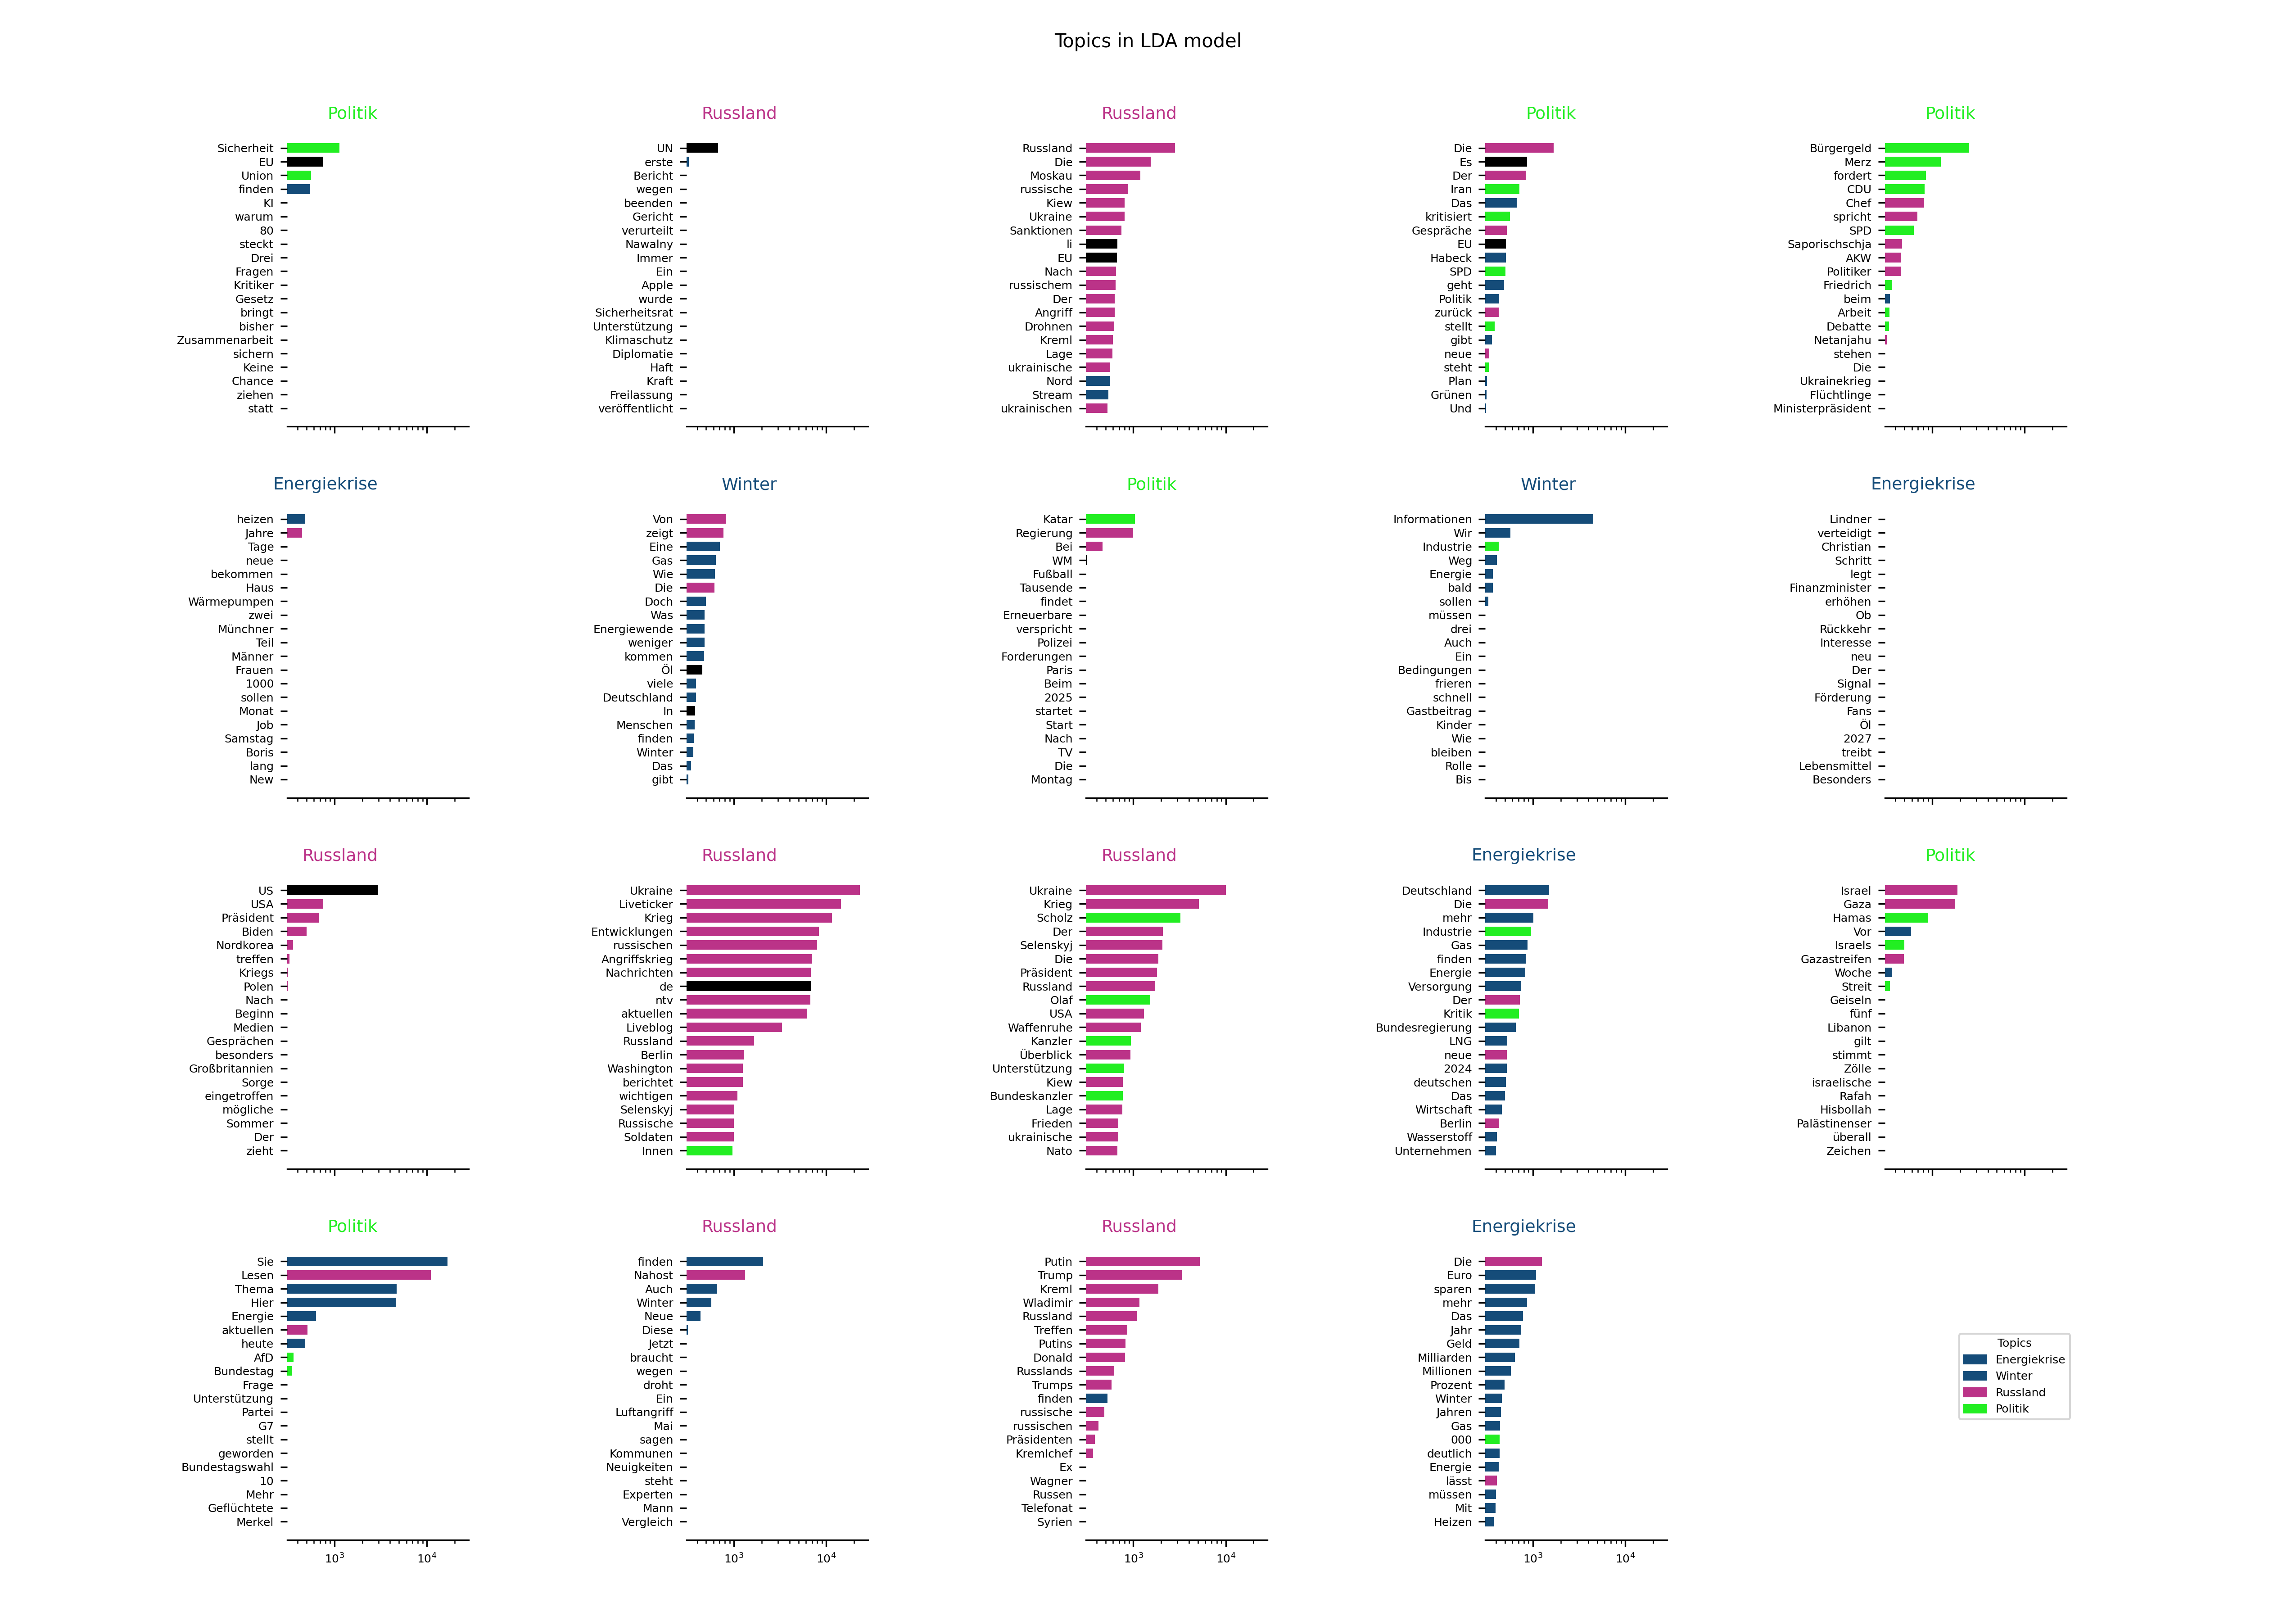 Topics in LDA model
Politik
Sicherheit
EU
Union
finden
KI
warum
80
steckt
Drei
Fragen
Kritiker
Gesetz
bringt
bisher
Zusammenarbeit
sichern
Keine
Chance
ziehen
statt
Russland
UN
erste
Bericht
wegen
beenden
Gericht
verurteilt
Nawalny
Immer
Ein
Apple
wurde
Sicherheitsrat
Unterstützung
Klimaschutz
Diplomatie
Haft
Kraft
Freilassung
veröffentlicht
Russland
Russland
Die
Moskau
russische
Kiew
Ukraine
Sanktionen
li
EU
Nach
russischem
Der
Angriff
Drohnen
Kreml
Lage
ukrainische
Nord
Stream
ukrainischen
Politik
Die
Es
Der
Iran
Das
kritisiert
Gespräche
EU
Habeck
SPD
geht
Politik
zurück
stellt
gibt
neue
steht
Plan
Grünen
Und
Politik
Bürgergeld
Merz
fordert
CDU
Chef
spricht
SPD
Saporischschja
AKW
Politiker
Friedrich
beim
Arbeit
Debatte
Netanjahu
stehen
Die
Ukrainekrieg
Flüchtlinge
Ministerpräsident
Energiekrise
heizen
Jahre
Tage
neue
bekommen
Haus
Wärmepumpen
zwei
Münchner
Teil
Männer
Frauen
1000
sollen
Monat
Job
Samstag
Boris
lang
New
Winter
Von
zeigt
Eine
Gas
Wie
Die
Doch
Was
Energiewende
weniger
kommen
Öl
viele
Deutschland
In
Menschen
finden
Winter
Das
gibt
Politik
Katar
Regierung
Bei
WM
Fußball
Tausende
findet
Erneuerbare
verspricht
Polizei
Forderungen
Paris
Beim
2025
startet
Start
Nach
TV
Die
Montag
Winter
Informationen
Wir
Industrie
Weg
Energie
bald
sollen
müssen
drei
Auch
Ein
Bedingungen
frieren
schnell
Gastbeitrag
Kinder
Wie
bleiben
Rolle
Bis
Energiekrise
Lindner
verteidigt
Christian
Schritt
legt
Finanzminister
erhöhen
Ob
Rückkehr
Interesse
neu
Der
Signal
Förderung
Fans
Öl
2027
treibt
Lebensmittel
Besonders
Russland
US
USA
Präsident
Biden
Nordkorea
treffen
Kriegs
Polen
Nach
Beginn
Medien
Gesprächen
besonders
Großbritannien
Sorge
eingetroffen
mögliche
Sommer
Der
zieht
Russland
Ukraine
Liveticker
Krieg
Entwicklungen
russischen
Angriffskrieg
Nachrichten
de
ntv
aktuellen
Liveblog
Russland
Berlin
Washington
berichtet
wichtigen
Selenskyj
Russische
Soldaten
Innen
Russland
Ukraine
Krieg
Scholz
Der
Selenskyj
Die
Präsident
Russland
Olaf
USA
Waffenruhe
Kanzler
Überblick
Unterstützung
Kiew
Bundeskanzler
Lage
Frieden
ukrainische
Nato
Energiekrise
Deutschland
Die
mehr
Industrie
Gas
finden
Energie
Versorgung
Der
Kritik
Bundesregierung
LNG
neue
2024
deutschen
Das
Wirtschaft
Berlin
Wasserstoff
Unternehmen
Politik
Israel
Gaza
Hamas
Vor
Israels
Gazastreifen
Woche
Streit
Geiseln
fünf
Libanon
gilt
stimmt
Zölle
israelische
Rafah
Hisbollah
Palästinenser
überall
Zeichen
Politik
Sie
Lesen
Thema
Hier
Energie
aktuellen
heute
AfD
Bundestag
Frage
Unterstützung
Partei
G7
stellt
geworden
Bundestagswahl
10
Mehr
Geflüchtete
Merkel
10³ 10⁴
Russland
finden
Nahost
Auch
Winter
Neue
Diese
Jetzt
braucht
wegen
droht
Ein
Luftangriff
Mai
sagen
Kommunen
Neuigkeiten
steht
Experten
Mann
Vergleich
10³ 10⁴
Russland
Putin
Trump
Kreml
Wladimir
Russland
Treffen
Putins
Donald
Russlands
Trumps
finden
russische
russischen
Präsidenten
Kremlchef
Ex
Wagner
Russen
Telefonat
Syrien
10³ 10⁴
Energiekrise
Die
Euro
sparen
mehr
Das
Jahr
Geld
Milliarden
Millionen
Prozent
Winter
Jahren
Gas
000
deutlich
Energie
lässt
müssen
Mit
Heizen
10³ 10⁴
Topics
Energiekrise
Winter
Russland
Politik